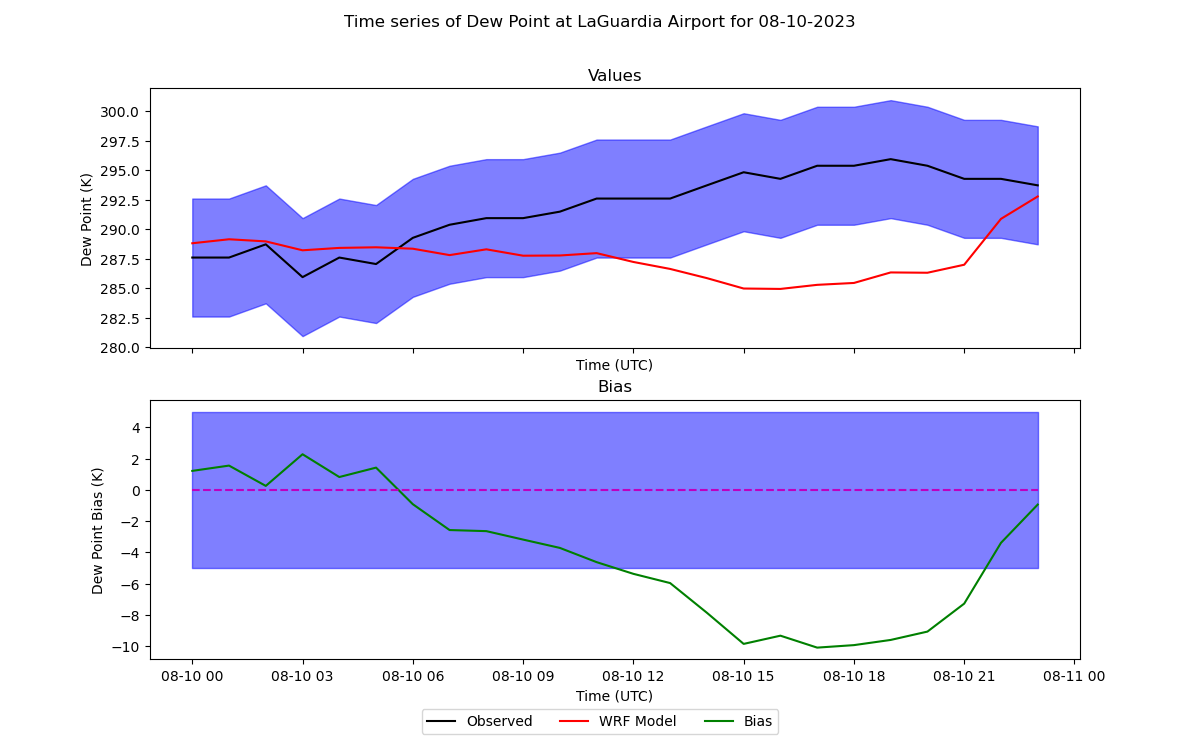 Time series of Dew Point at LaGuardia Airport for 08-10-2023
Values
Dew Point (K)
300.0
297.5
295.0
292.5
290.0
287.5
285.0
282.5
280.0
Time (UTC)
Bias
Dew Point Bias (K)
4
2
0
−2
−4
−6
−8
−10
08-10 00 08-10 03 08-10 06 08-10 09 08-10 12 08-10 15 08-10 18 08-10 21 08-11 00
Time (UTC)
Observed WRF Model Bias